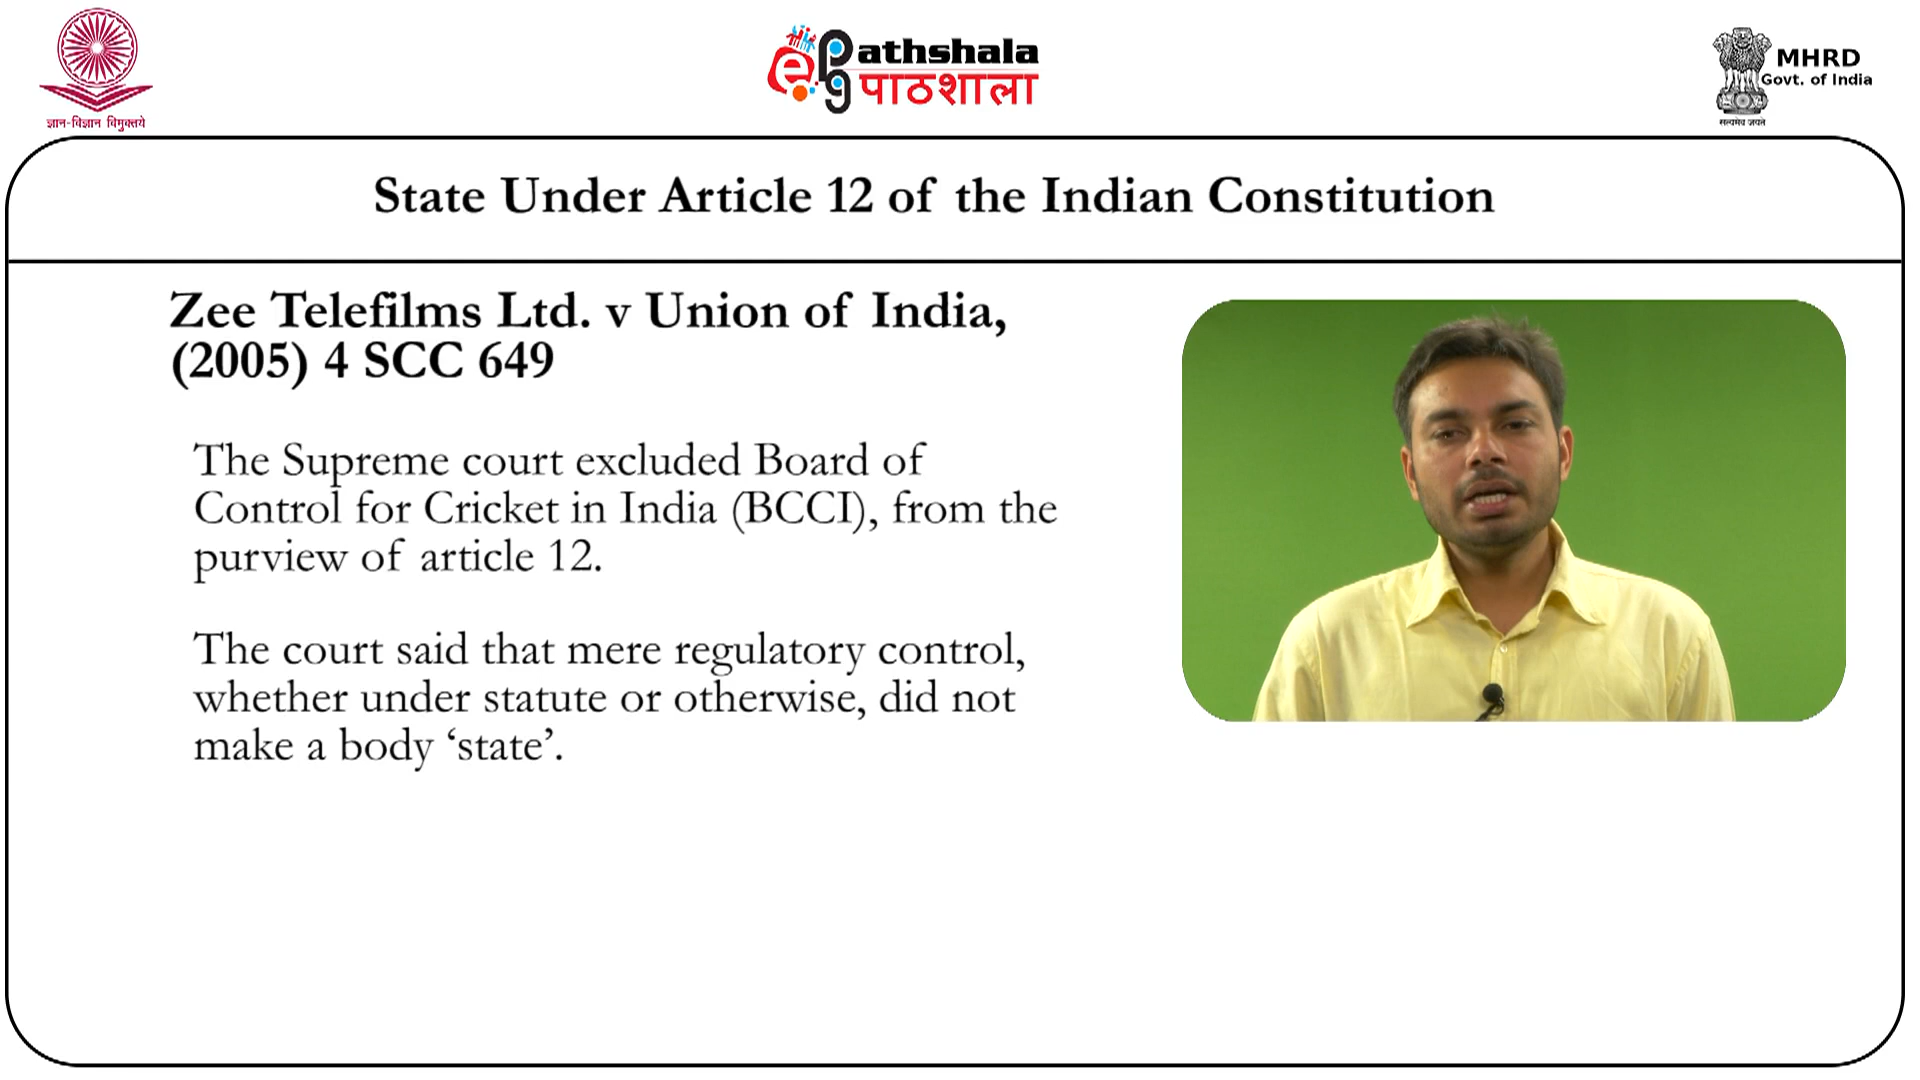 ज्ञान-विज्ञान विमुक्तये
ePG Pathshala
पाठशाला
MHRD
Govt. of India
सत्यमेव जयते
State Under Article 12 of the Indian Constitution
Zee Telefilms Ltd. v Union of India,
(2005) 4 SCC 649
The Supreme court excluded Board of
Control for Cricket in India (BCCI), from the
purview of article 12.
The court said that mere regulatory control,
whether under statute or otherwise, did not
make a body ‘state’.